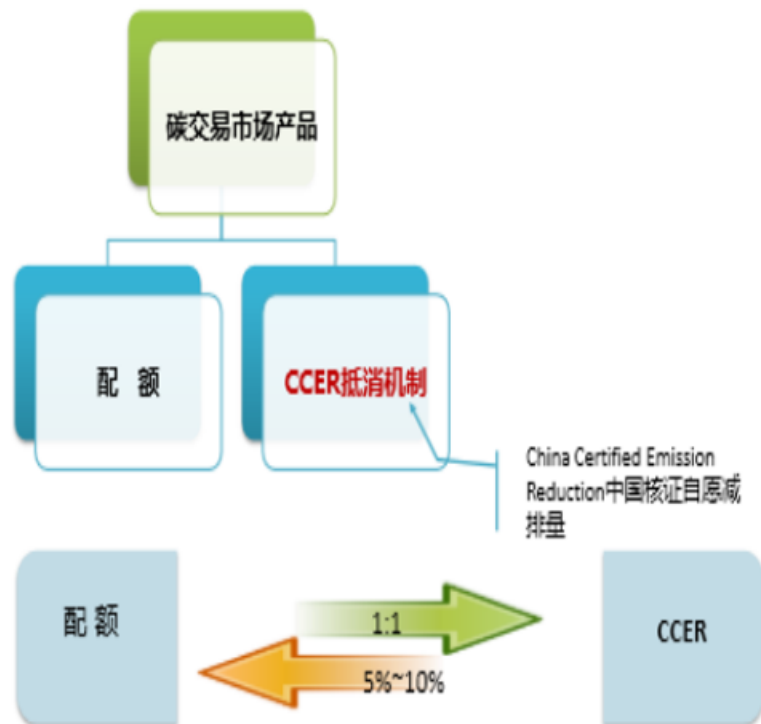 碳交易市场产品
配 额
CCER抵消机制
China Certified Emission
Reduction中国核证自愿减
排量
配 额
1:1
CCER
5%~10%